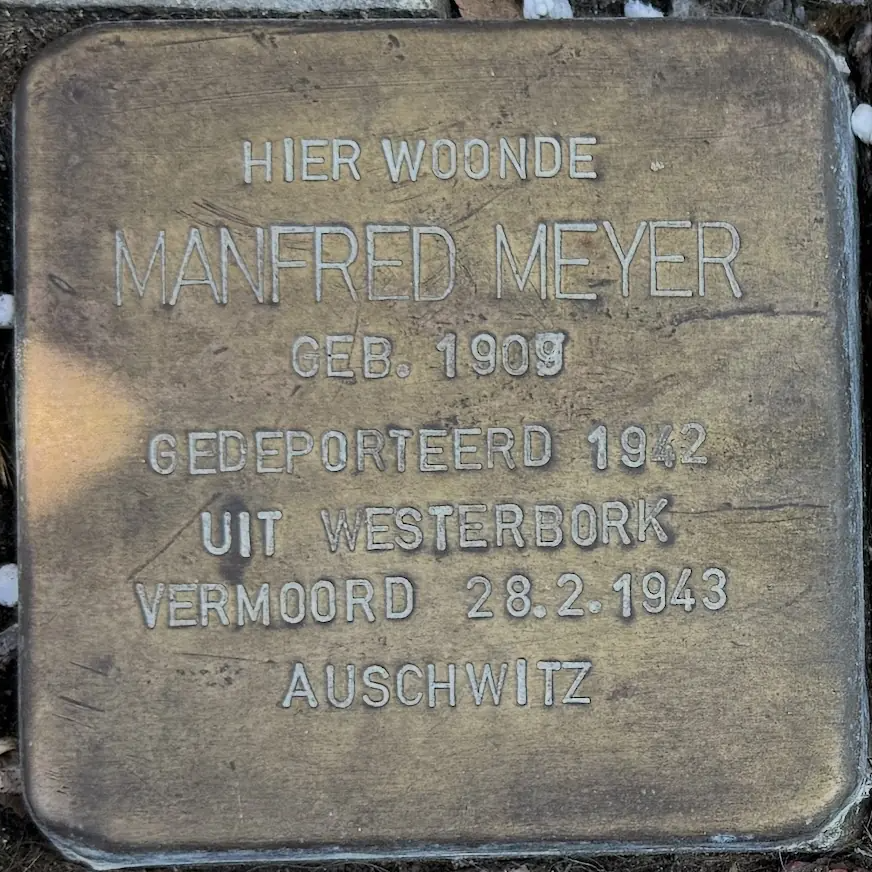 HIER WOONDE
MANFRED MEYER
GEB. 1909
GEDEPORTEERD 1942
UIT WESTERBORK
VERMOORD 28.2.1943
AUSCHWITZ